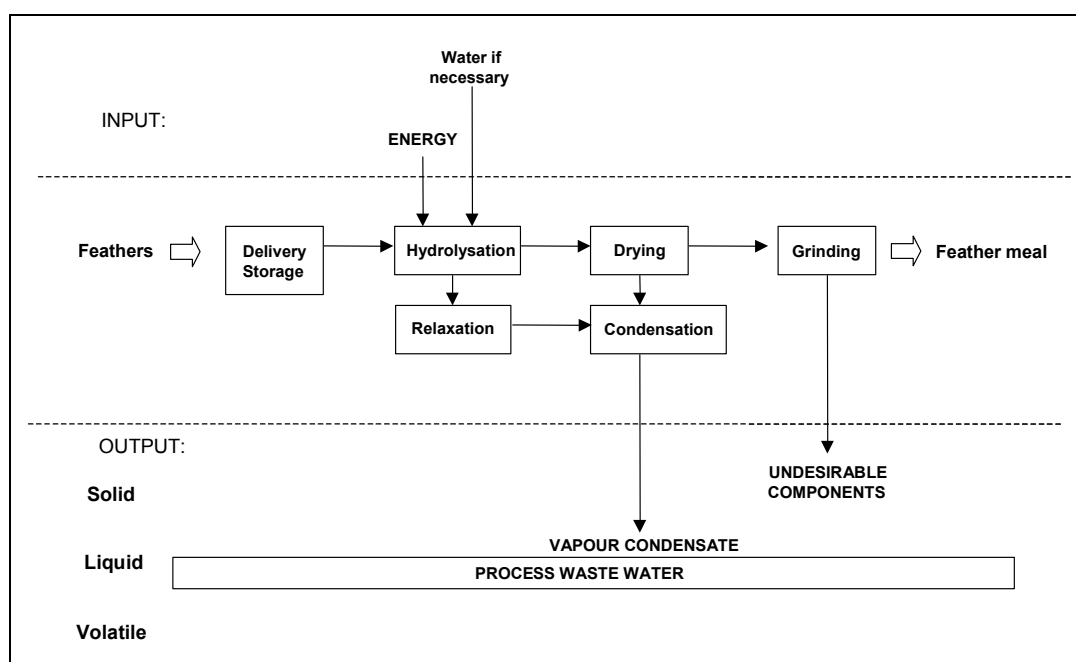 Water if
necessary
INPUT:
ENERGY
Feathers
Delivery
Storage
Hydrolysation
Drying
Grinding
Feather meal
Relaxation
Condensation
OUTPUT:
Solid
UNDESIRABLE
COMPONENTS
VAPOUR CONDENSATE
Liquid
PROCESS WASTE WATER
Volatile